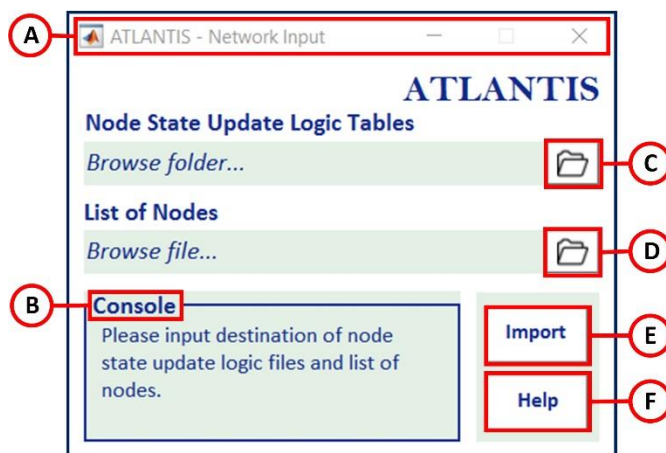 A
ATLANTIS - Network Input
ATLANTIS
Node State Update Logic Tables
Browse folder...
C
List of Nodes
Browse file...
D
B
Console
Please input destination of node
state update logic files and list of
nodes.
Import
E
Help
F